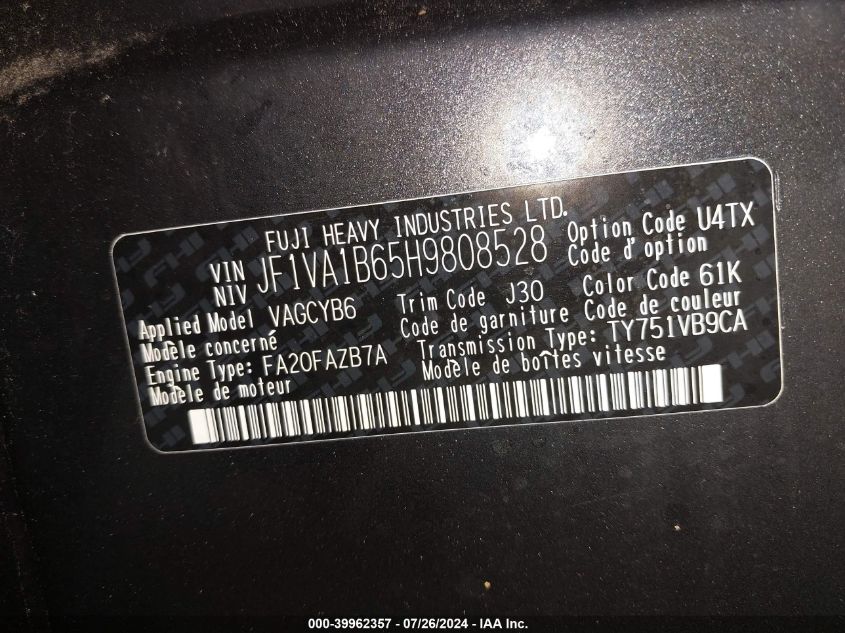 FUJI HEAVY INDUSTRIES LTD.
VIN
NIV
JF1VA1B65H9808528
Option Code U4TX
Code d'option
Applied Model VAGCYB6
Modèle concerné
Trim Code J30
Code de garniture
Color Code 61K
Code de couleur
Engine Type: FA20FAZB7A
Modèle de moteur
Transmission Type: TY751VB9CA
Modèle de boîtes vitesse
000-39962357 - 07/26/2024 - IAA Inc.